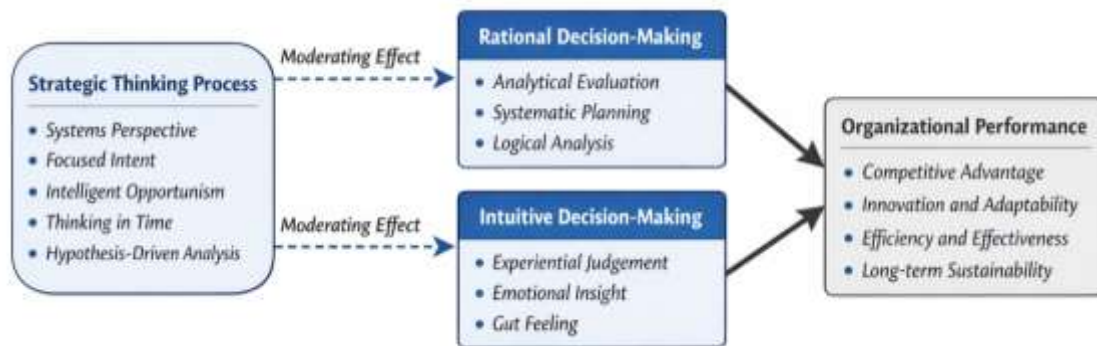 Strategic Thinking Process
• Systems Perspective
• Focused Intent
• Intelligent Opportunism
• Thinking in Time
• Hypothesis-Driven Analysis
Moderating Effect
Moderating Effect
Rational Decision-Making
• Analytical Evaluation
• Systematic Planning
• Logical Analysis
Intuitive Decision-Making
• Experiential Judgement
• Emotional Insight
• Gut Feeling
Organizational Performance
• Competitive Advantage
• Innovation and Adaptability
• Efficiency and Effectiveness
• Long-term Sustainability